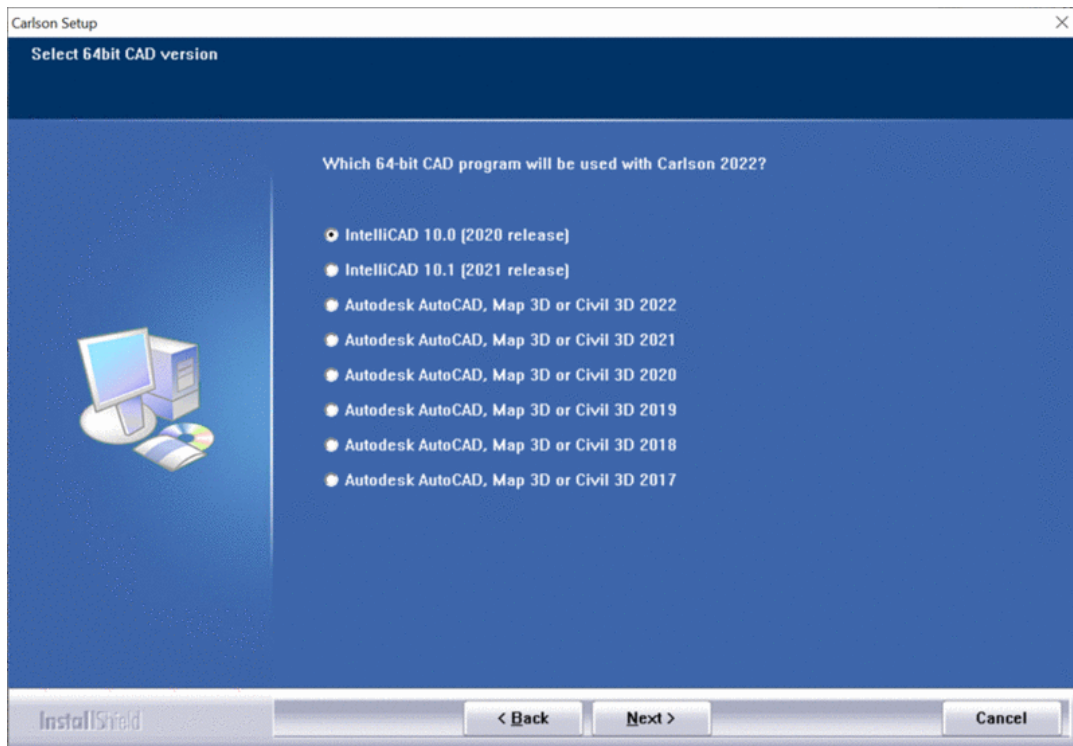 Carlson Setup
Select 64bit CAD version
Which 64-bit CAD program will be used with Carlson 2022?
IntelliCAD 10.0 (2020 release)
IntelliCAD 10.1 (2021 release)
Autodesk AutoCAD, Map 3D or Civil 3D 2022
Autodesk AutoCAD, Map 3D or Civil 3D 2021
Autodesk AutoCAD, Map 3D or Civil 3D 2020
Autodesk AutoCAD, Map 3D or Civil 3D 2019
Autodesk AutoCAD, Map 3D or Civil 3D 2018
Autodesk AutoCAD, Map 3D or Civil 3D 2017
InstallShield
< Back
Next >
Cancel